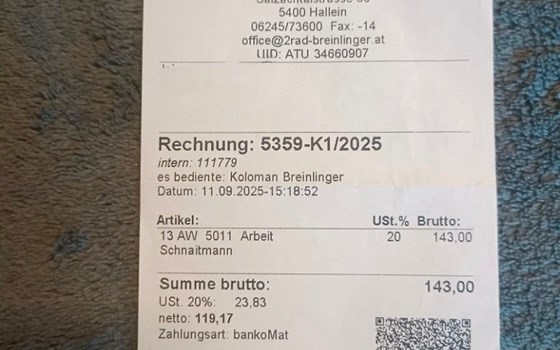 5400 Hallein
06245/73600 Fax: -14
office@2rad-breinlinger.at
UID: ATU 34660907
Rechnung: 5359-K1/2025
intern: 111779
es bediente: Koloman Breinlinger
Datum: 11.09.2025-15:18:52
Artikel: USt.% Brutto:
13 AW 5011 Arbeit 20 143,00
Schnaitmann
Summe brutto: 143,00
USt. 20%: 23,83
netto: 119,17
Zahlungsart: bankoMat